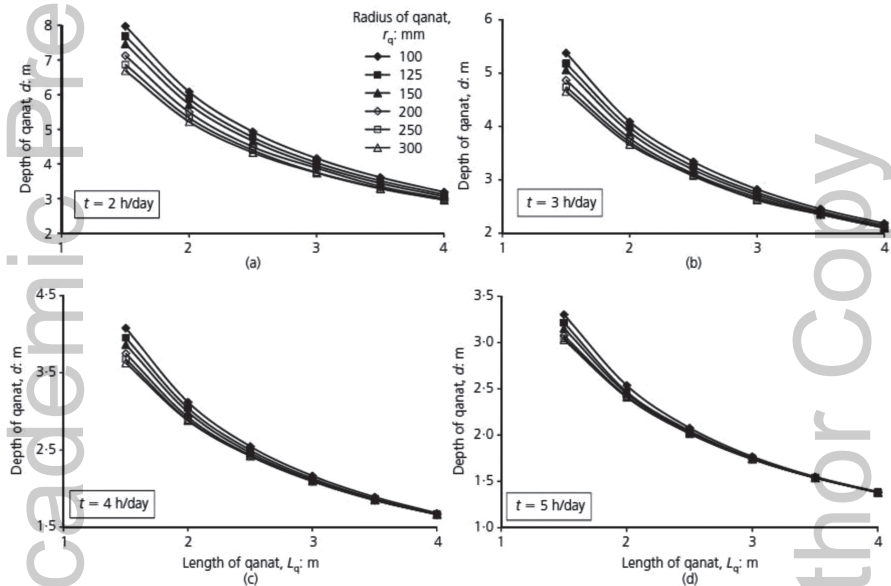 8
7
6
5
4
3
2
Depth of qanat, d: m
Radius of qanat,
rq: mm
100
125
150
200
250
300
t = 2 h/day
1 2 3 4
(a)
6
5
4
3
2
Depth of qanat, d: m
t = 3 h/day
1 2 3 4
(b)
4·5
3·5
2·5
1·5
Depth of qanat, d: m
t = 4 h/day
1 2 3 4
Length of qanat, Lq: m
(c)
3·5
3·0
2·5
2·0
1·5
1·0
Depth of qanat, d: m
t = 5 h/day
1 2 3 4
Length of qanat, Lq: m
(d)
ademic Pre
thor Copy